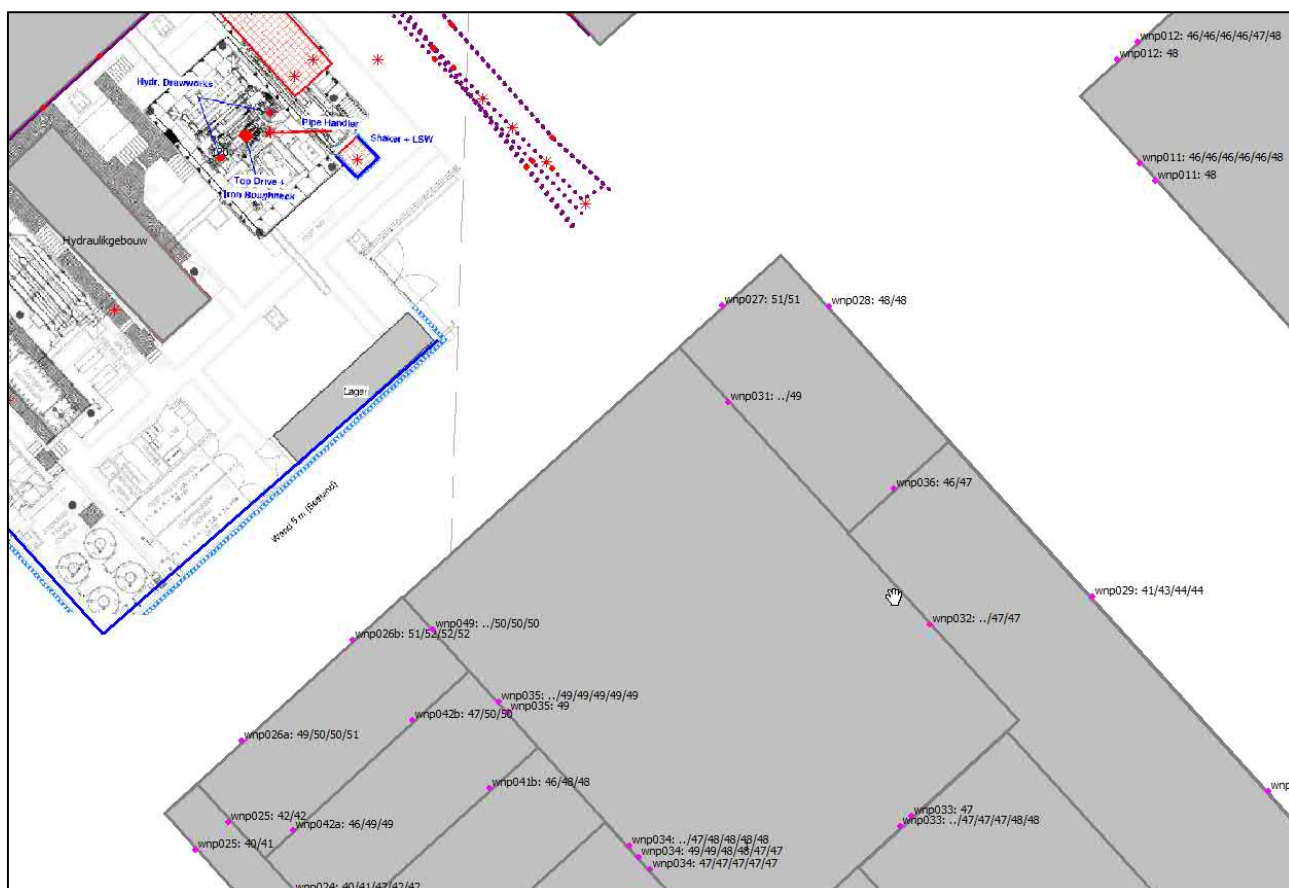 wnp012: 46/46/46/46/47/48
wnp012: 48
Hydr. Drawworks
Pipe Handler
Shaker + LSW
wnp011: 46/46/46/46/46/48
wnp011: 48
Top Drive +
Iron Roughneck
Hydraulikgebouw
wnp027: 51/51
wnp028: 48/48
Lager
wnp031: ../49
wnp036: 46/47
Wand 5 m (Bestand)
wnp029: 41/43/44/44
wnp049: ../50/50/50
wnp032: ../47/47
wnp026b: 51/52/52/52
wnp035: ../49/49/49/49/49
wnp035: 49
wnp042b: 47/50/50
wnp026a: 49/50/50/51
wnp041b: 46/48/48
wnp025: 42/42
wnp042a: 46/49/49
wnp033: 47
wnp033: ../47/47/47/48/48
wnp025: 40/41
wnp034: ../47/48/48/48/48
wnp034: 49/49/48/48/47/47
wnp034: 47/47/47/47/47
wnp024: 40/41/42/42/42